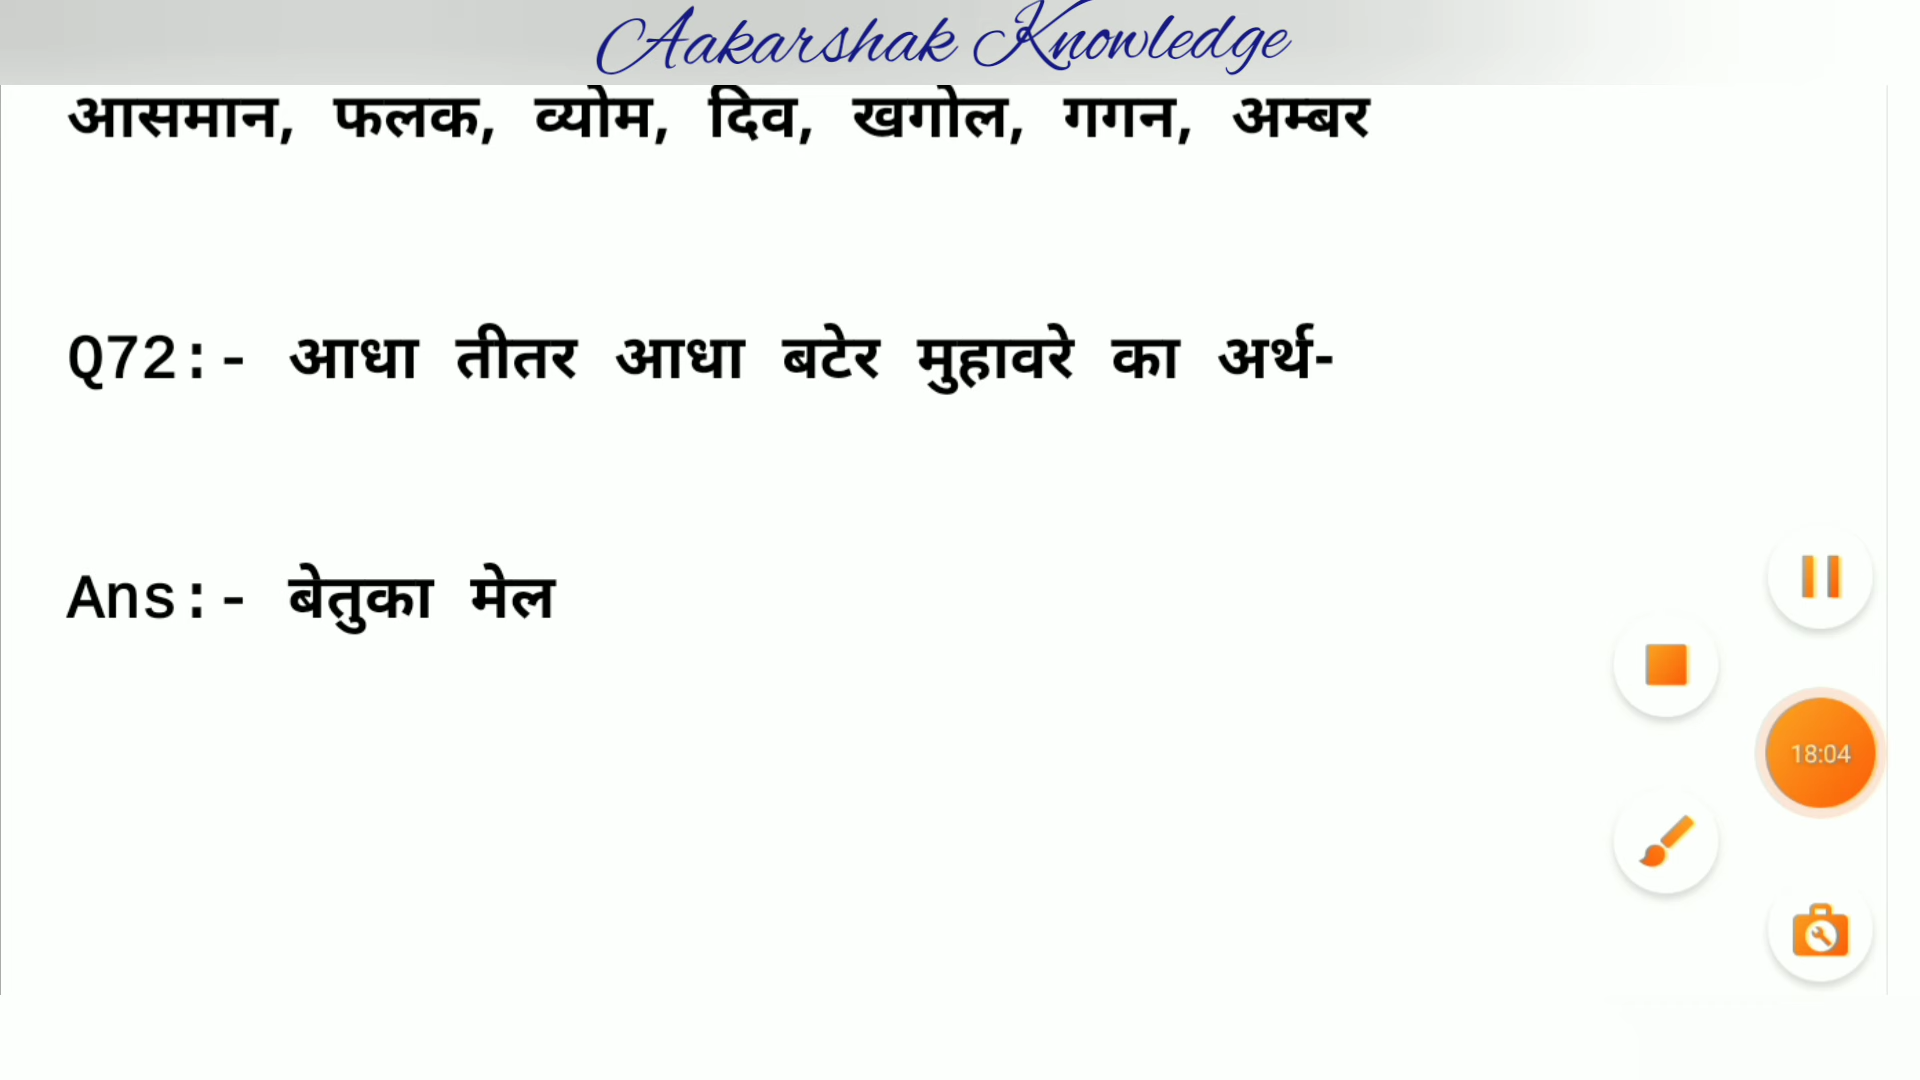 Aakarshak Knowledge
आसमान, फलक, व्योम, दिव, खगोल, गगन, अम्बर
Q72:- आधा तीतर आधा बटेर मुहावरे का अर्थ-
Ans:- बेतुका मेल
18:04